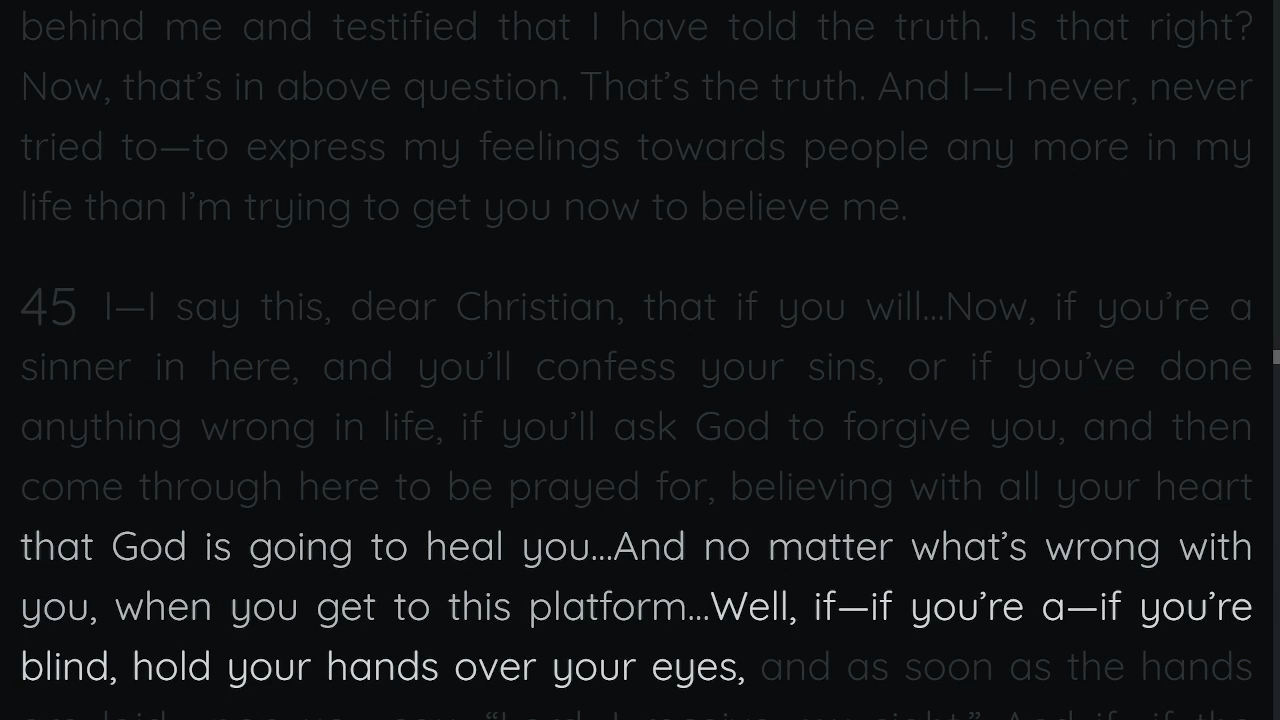 behind me and testified that I have told the truth. Is that right?
Now, that’s in above question. That’s the truth. And I—I never, never
tried to—to express my feelings towards people any more in my
life than I’m trying to get you now to believe me.
45 I—I say this, dear Christian, that if you will...Now, if you’re a
sinner in here, and you’ll confess your sins, or if you’ve done
anything wrong in life, if you’ll ask God to forgive you, and then
come through here to be prayed for, believing with all your heart
that God is going to heal you...And no matter what’s wrong with
you, when you get to this platform...Well, if—if you’re a—if you’re
blind, hold your hands over your eyes, and as soon as the hands